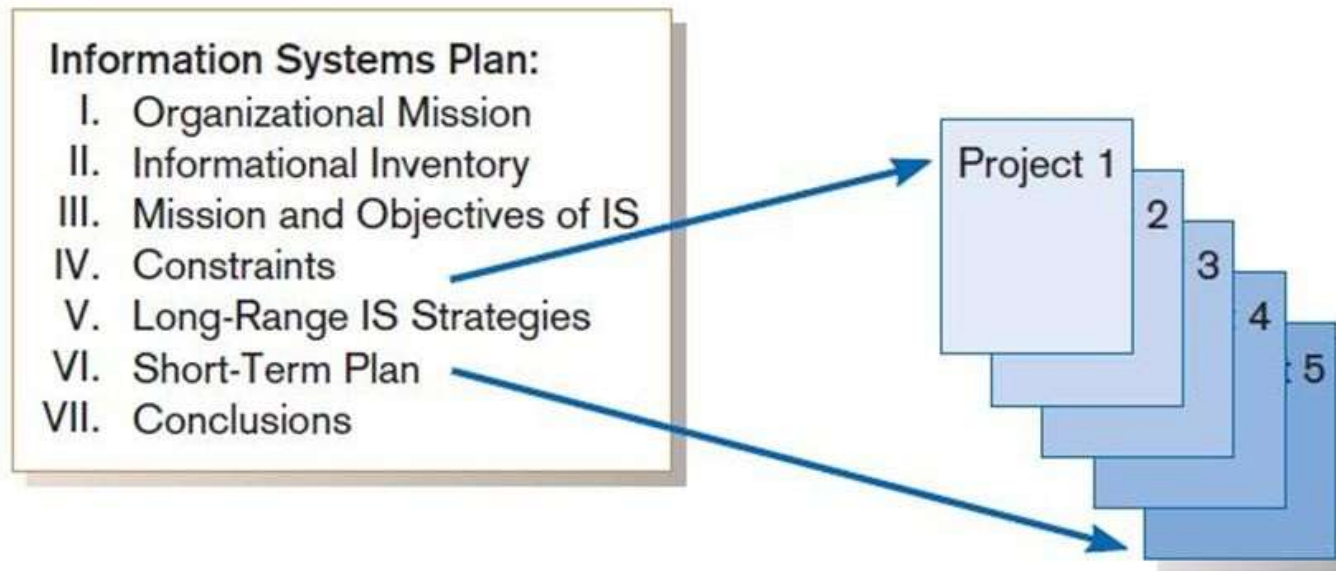 Information Systems Plan:
I. Organizational Mission
II. Informational Inventory
III. Mission and Objectives of IS
IV. Constraints
V. Long-Range IS Strategies
VI. Short-Term Plan
VII. Conclusions
Project 1
2
3
4
5